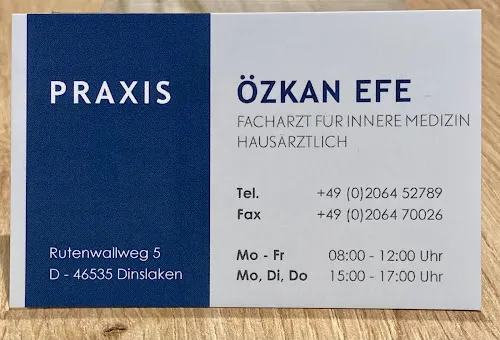 PRAXIS
ÖZKAN EFE
FACHARZT FÜR INNERE MEDIZIN
HAUSÄRZTLICH
Tel. +49 (0)2064 52789
Fax +49 (0)2064 70026
Mo - Fr 08:00 - 12:00 Uhr
Mo, Di, Do 15:00 - 17:00 Uhr
Rutenwallweg 5
D - 46535 Dinslaken